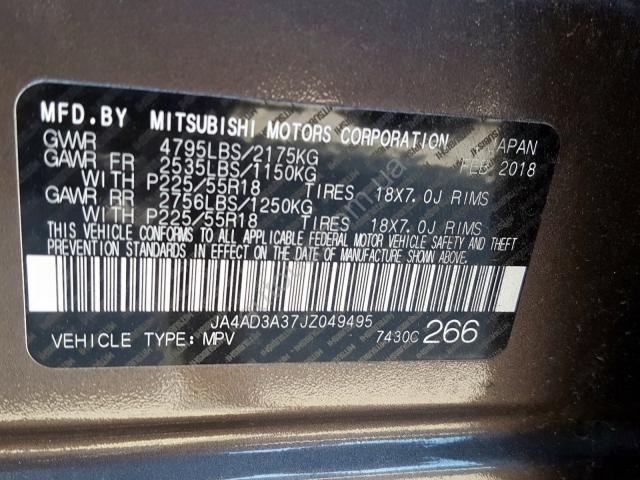 MFD.BY MITSUBISHI MOTORS CORPORATION JAPAN
GVWR 4795LBS/2175KG FEB 2018
GAWR FR 2535LBS/1150KG
WITH P225/55R18 TIRES 18X7.0J RIMS
GAWR RR 2756LBS/1250KG
WITH P225/55R18 TIRES 18X7.0J RIMS
THIS VEHICLE CONFORMS TO ALL APPLICABLE FEDERAL MOTOR VEHICLE SAFETY AND THEFT
PREVENTION STANDARDS IN EFFECT ON THE DATE OF MANUFACTURE SHOWN ABOVE.
JA4AD3A37JZ049495
VEHICLE TYPE: MPV 7430C 266